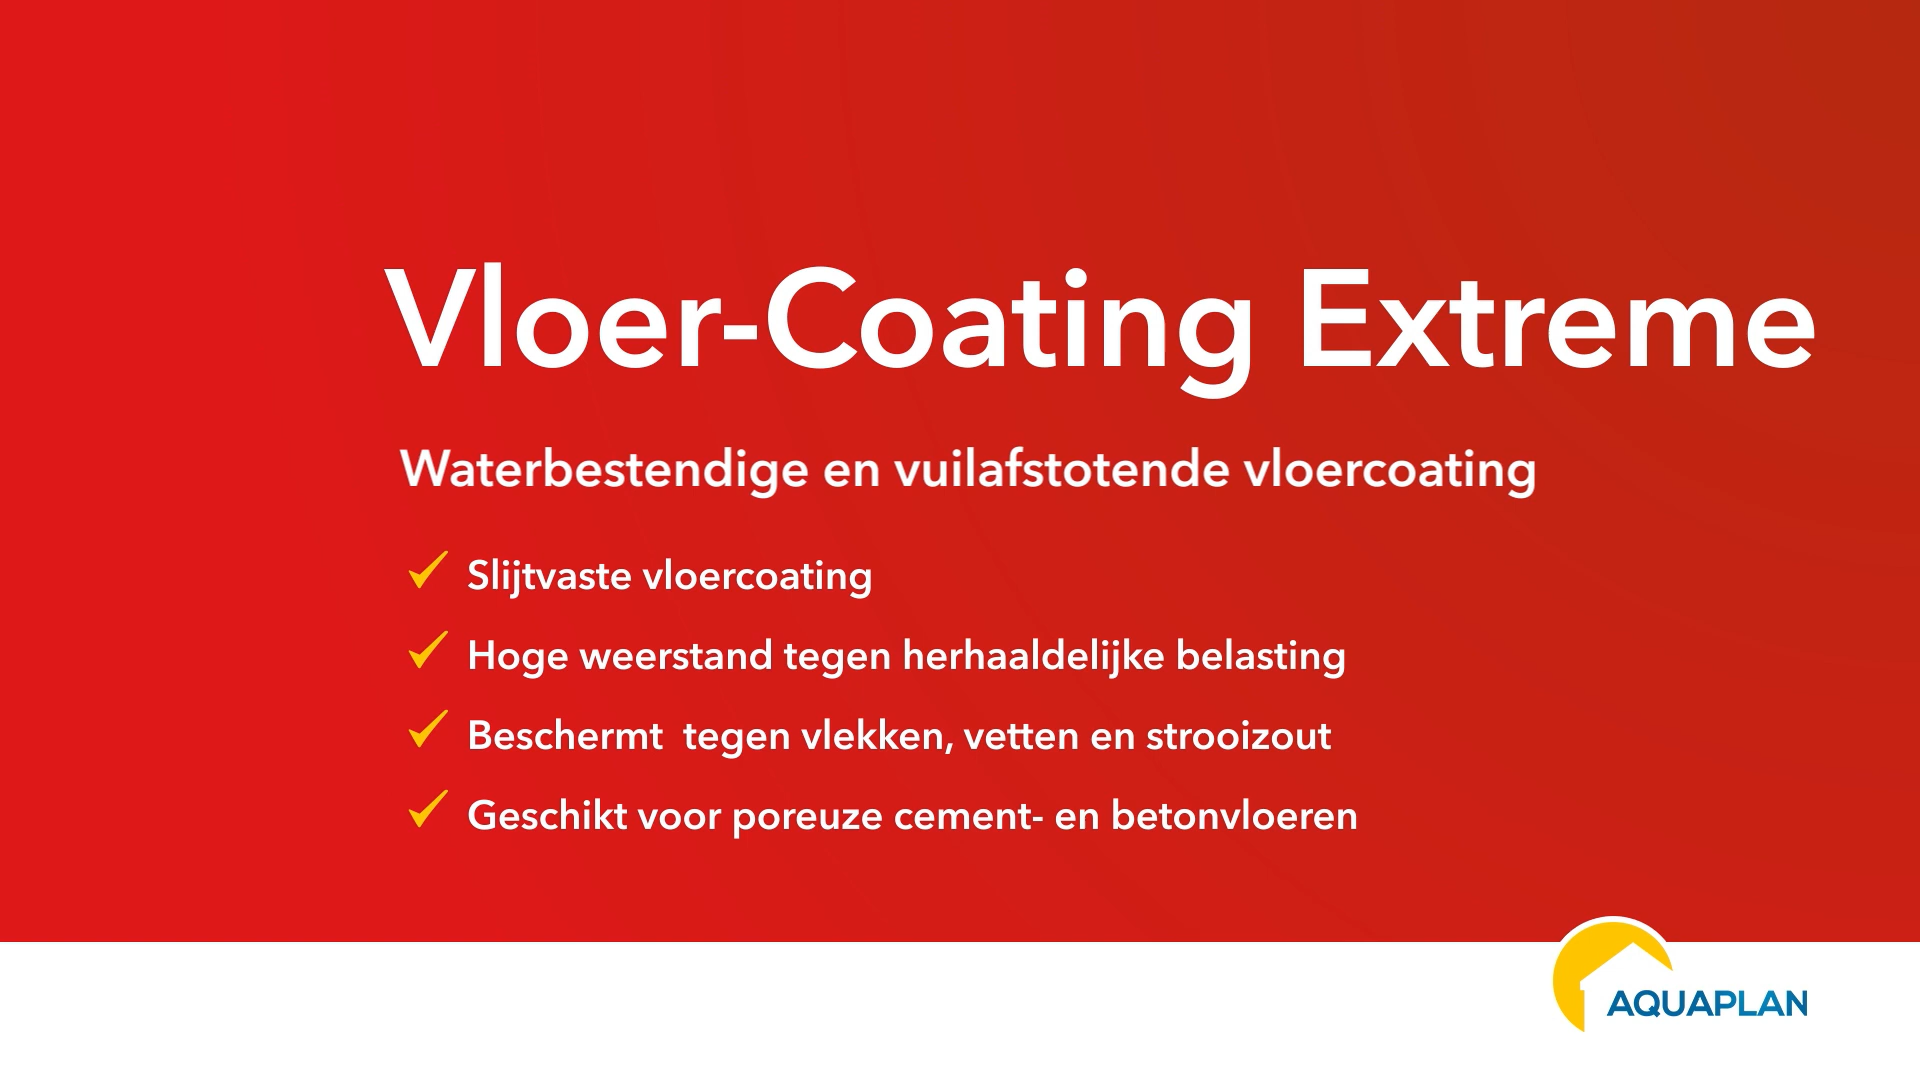 Vloer-Coating Extreme
Waterbestendige en vuilafstotende vloercoating
Slijtvaste vloercoating
Hoge weerstand tegen herhaaldelijke belasting
Beschermt  tegen vlekken, vetten en strooizout
Geschikt voor poreuze cement- en betonvloeren
AQUAPLAN